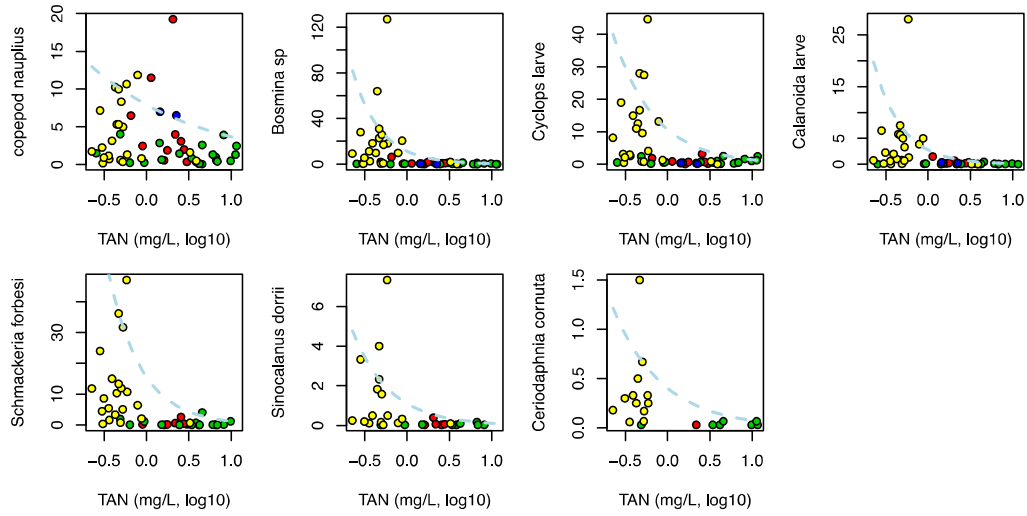 copepod nauplius
0 5 10 15 20
−0.5 0.0 0.5 1.0
TAN (mg/L, log10)
Bosmina sp
0 20 40 60 80 120
−0.5 0.0 0.5 1.0
TAN (mg/L, log10)
Cyclops larve
0 10 20 30 40
−0.5 0.0 0.5 1.0
TAN (mg/L, log10)
Calanoida larve
0 5 15 25
−0.5 0.0 0.5 1.0
TAN (mg/L, log10)
Schmackeria forbesi
0 10 30
−0.5 0.0 0.5 1.0
TAN (mg/L, log10)
Sinocalanus dorrii
0 2 4 6
−0.5 0.0 0.5 1.0
TAN (mg/L, log10)
Ceriodaphnia cornuta
0.0 0.5 1.0 1.5
−0.5 0.0 0.5 1.0
TAN (mg/L, log10)